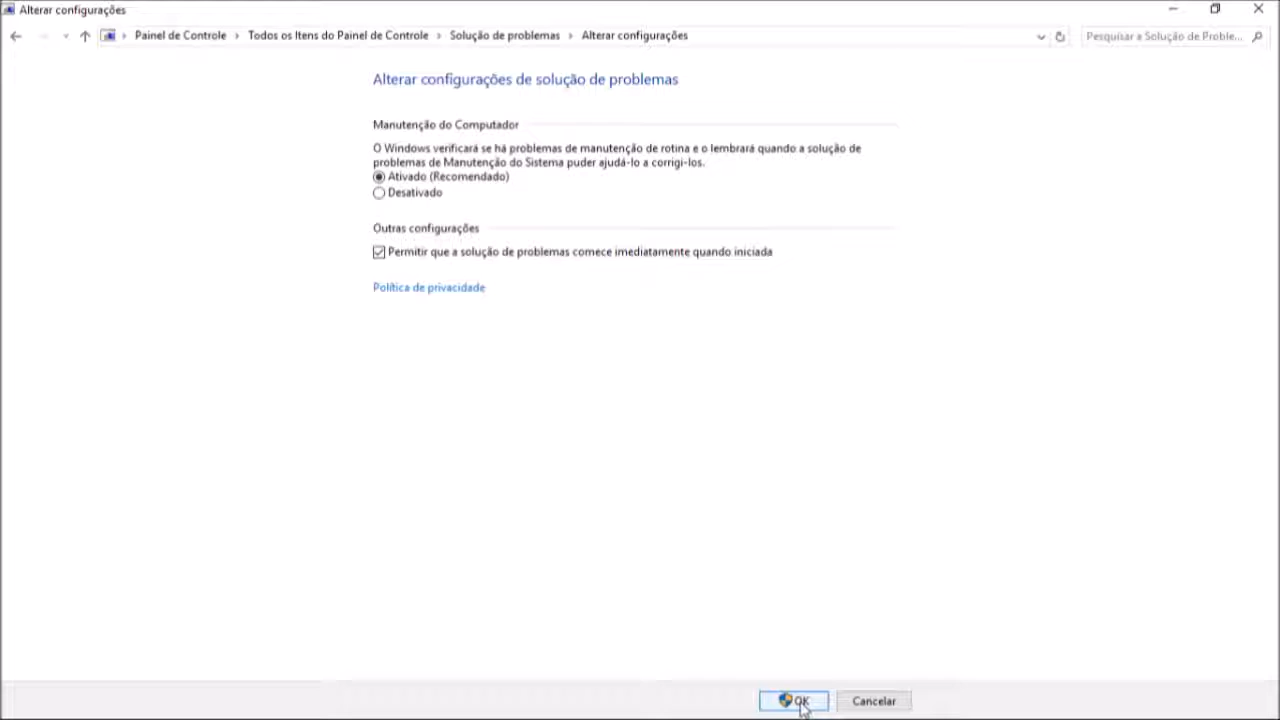 Alterar configurações
Painel de Controle › Todos os Itens do Painel de Controle › Solução de problemas › Alterar configurações
Pesquisar a Solução de Proble...
Alterar configurações de solução de problemas
Manutenção do Computador
O Windows verificará se há problemas de manutenção de rotina e o lembrará quando a solução de
problemas de Manutenção do Sistema puder ajudá-lo a corrigi-los.
Ativado (Recomendado)
Desativado
Outras configurações
Permitir que a solução de problemas comece imediatamente quando iniciada
Política de privacidade
OK
Cancelar